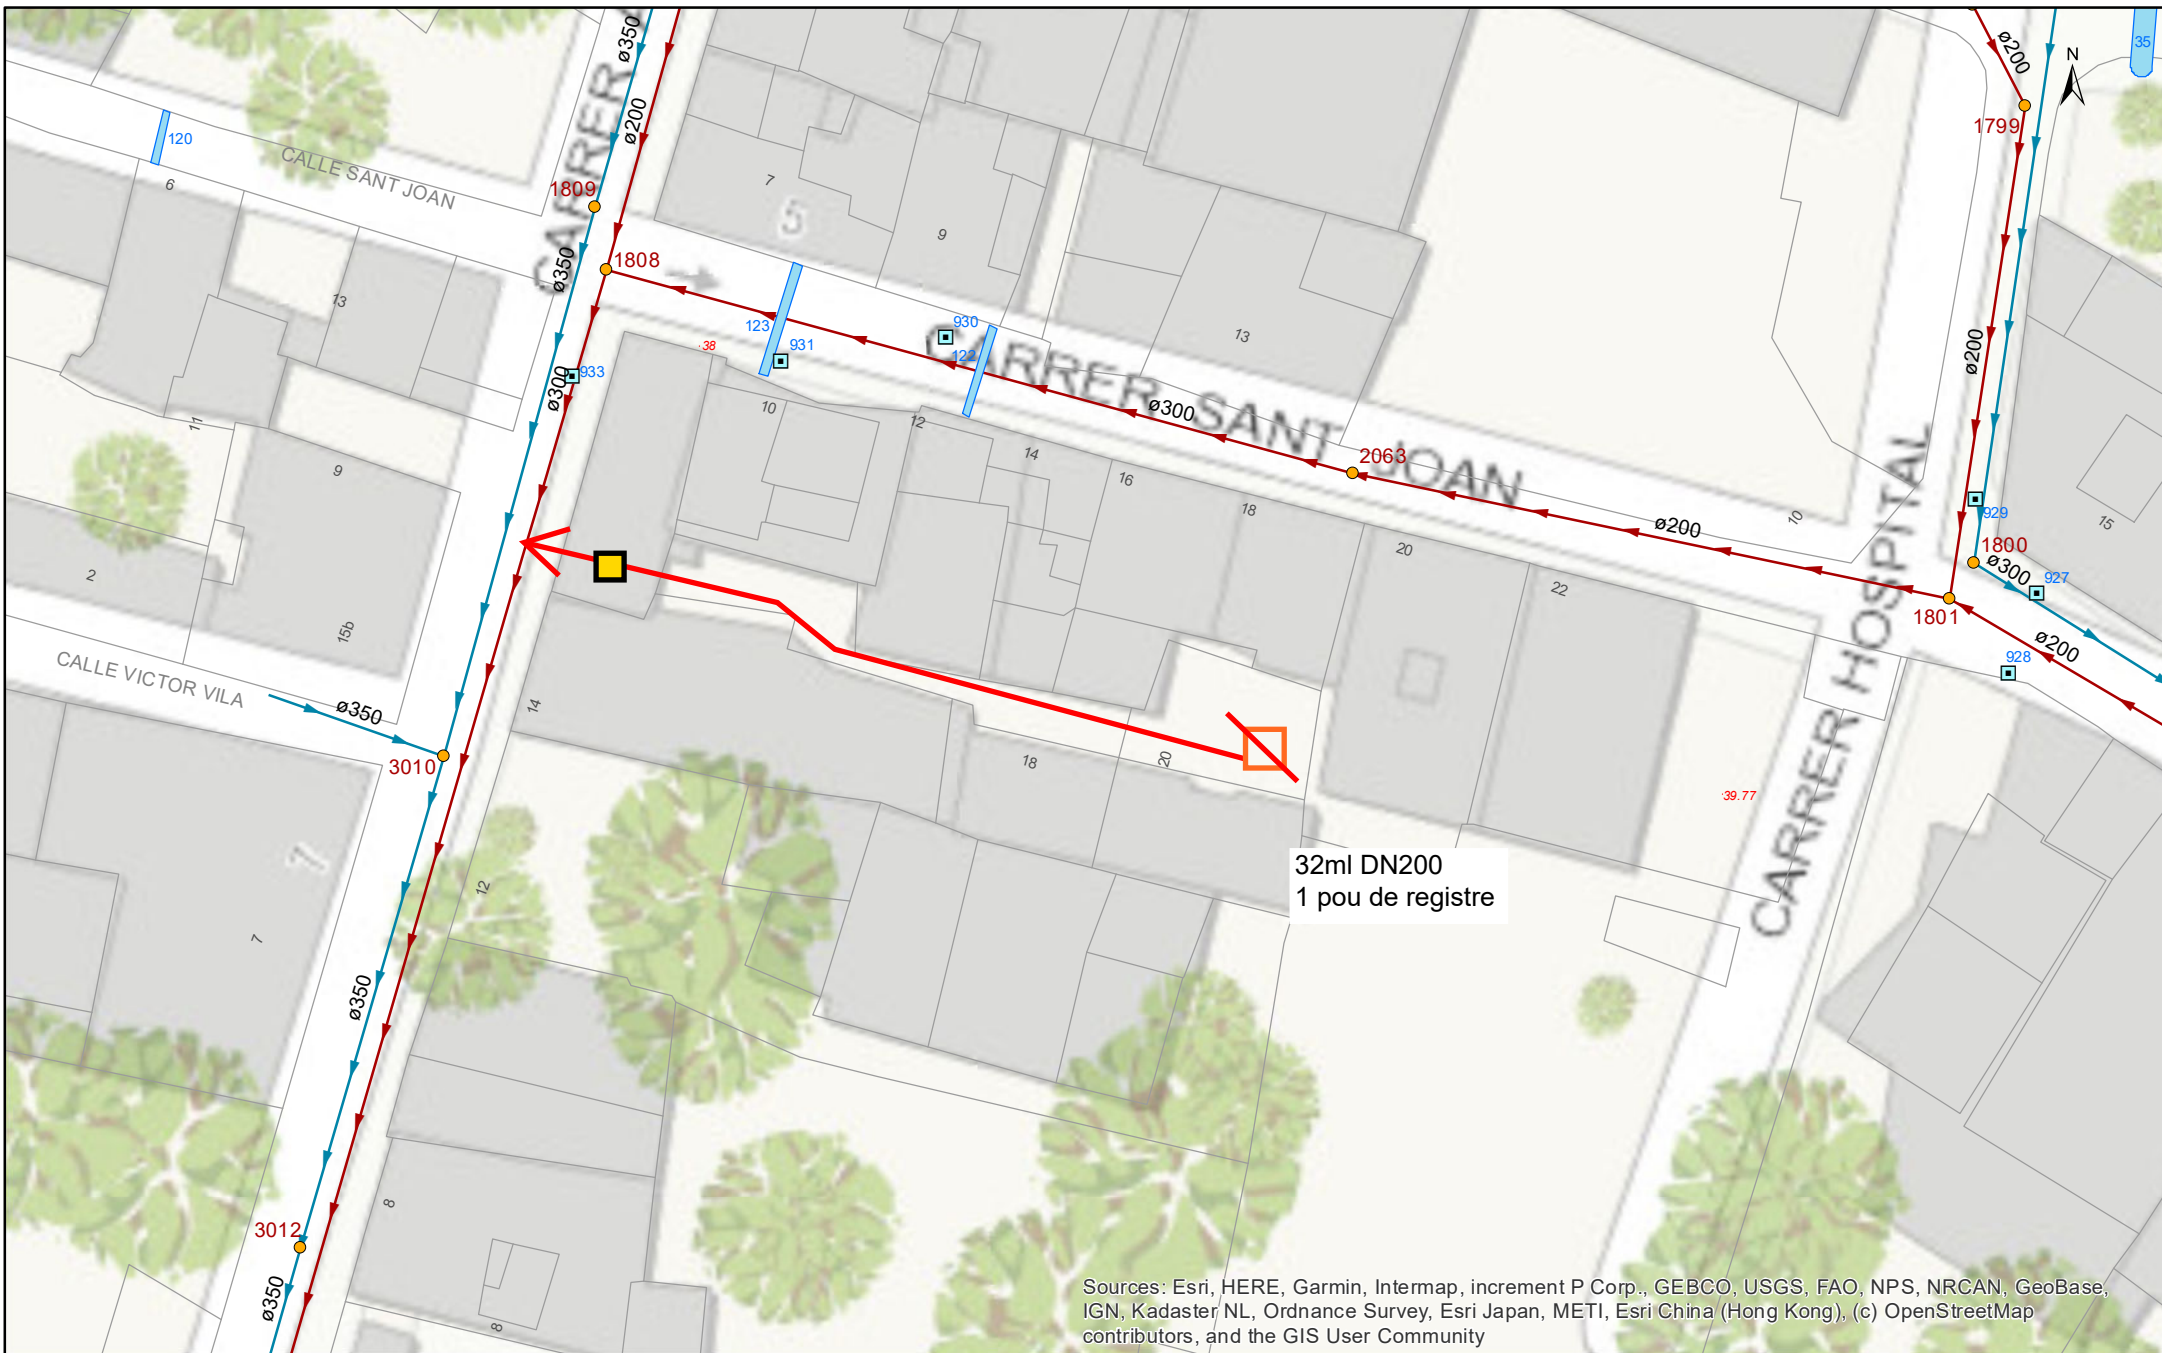 ø350
ø200
N
35
120
CALLE SANT JOAN
6
CARRER
ø200
7
5
1799
1809
9
ø350
1808
13
123
930
122
931
38
933
ø300
13
CARRER SANT JOAN
ø300
ø200
10
12
14
16
18
2063
11
9
ø200
10
929
15
1800
ø300
927
20
22
1801
ø200
928
CARRER HOSPITAL
2
15b
CALLE VICTOR VILA
ø350
14
3010
18
20
39.77
32ml DN200
1 pou de registre
7
7
12
ø350
8
3012
ø350
8
Sources: Esri, HERE, Garmin, Intermap, increment P Corp., GEBCO, USGS, FAO, NPS, NRCAN, GeoBase,
IGN, Kadaster NL, Ordnance Survey, Esri Japan, METI, Esri China (Hong Kong), (c) OpenStreetMap
contributors, and the GIS User Community